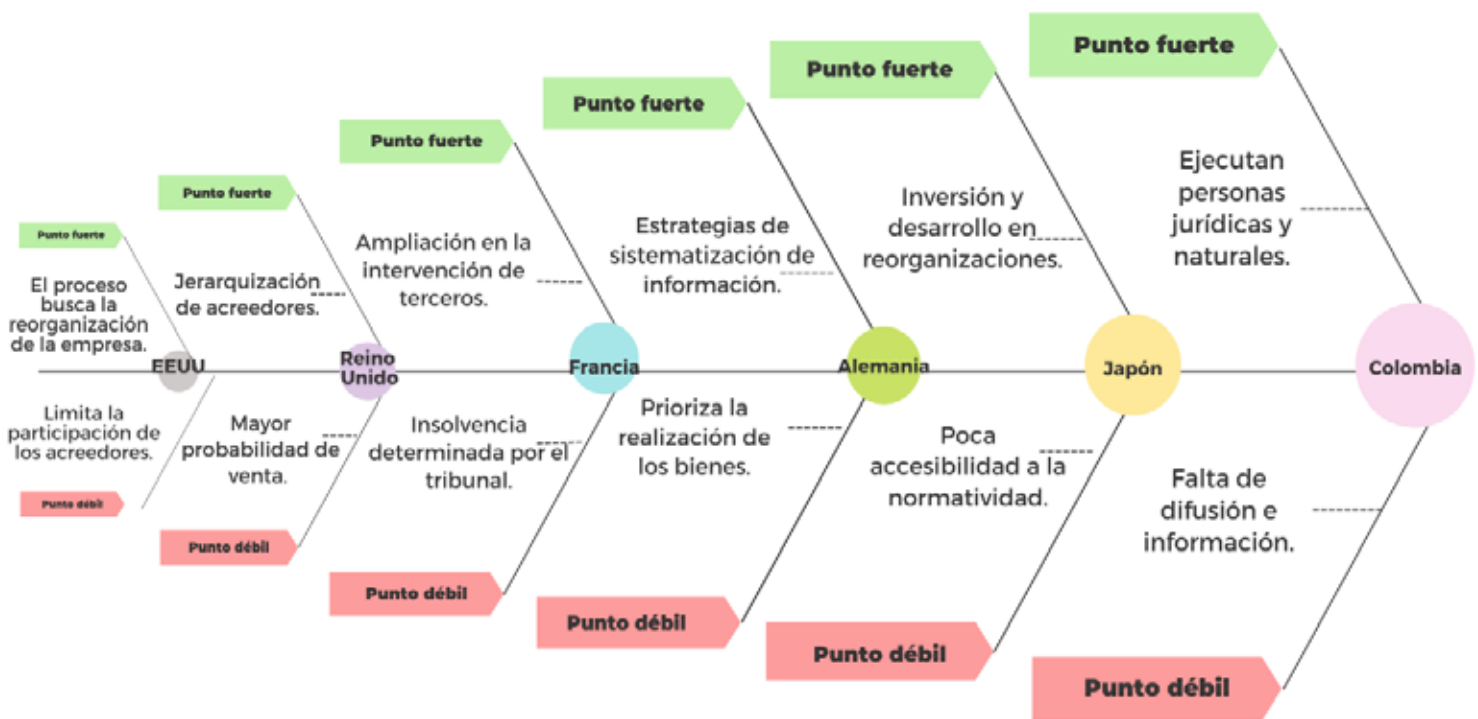 Punto fuerte
El proceso
busca la
reorganización
de la empresa.
EEUU
Limita la
participación de
los acreedores.
Punto débil
Punto fuerte
Jerarquización
de acreedores.
Reino
Unido
Mayor
probabilidad de
venta.
Punto débil
Punto fuerte
Ampliación en la
intervención de
terceros.
Francia
Insolvencia
determinada por el
tribunal.
Punto débil
Punto fuerte
Estrategias de
sistematización de
información.
Alemania
Prioriza la
realización de
los bienes.
Punto débil
Punto fuerte
Inversión y
desarrollo en
reorganizaciones.
Japón
Poca
accesibilidad a la
normatividad.
Punto débil
Punto fuerte
Ejecutan
personas
jurídicas y
naturales.
Colombia
Falta de
difusión e
información.
Punto débil